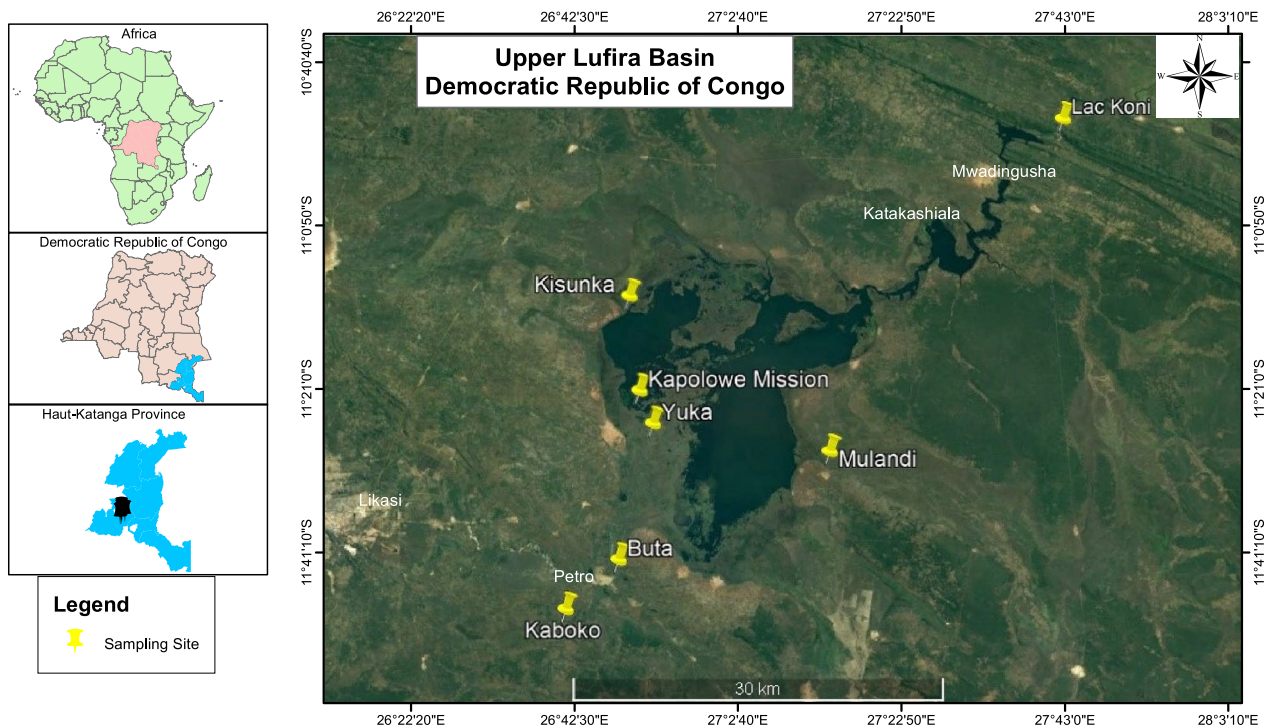 Africa
Democratic Republic of Congo
Haut-Katanga Province
Legend
Sampling Site
26°22'20"E 26°42'30"E 27°2'40"E 27°22'50"E 27°43'0"E 28°3'10"E
10°40'40"S
11°0'50"S
11°21'0"S
11°41'10"S
Upper Lufira Basin
Democratic Republic of Congo
N
W E
S
Lac Koni
Mwadingusha
Katakashiala
Kisunka
Kapolowe Mission
Yuka
Mulandi
Likasi
Buta
Petro
Kaboko
30 km
11°0'50"S
11°21'0"S
11°41'10"S
26°22'20"E 26°42'30"E 27°2'40"E 27°22'50"E 27°43'0"E 28°3'10"E